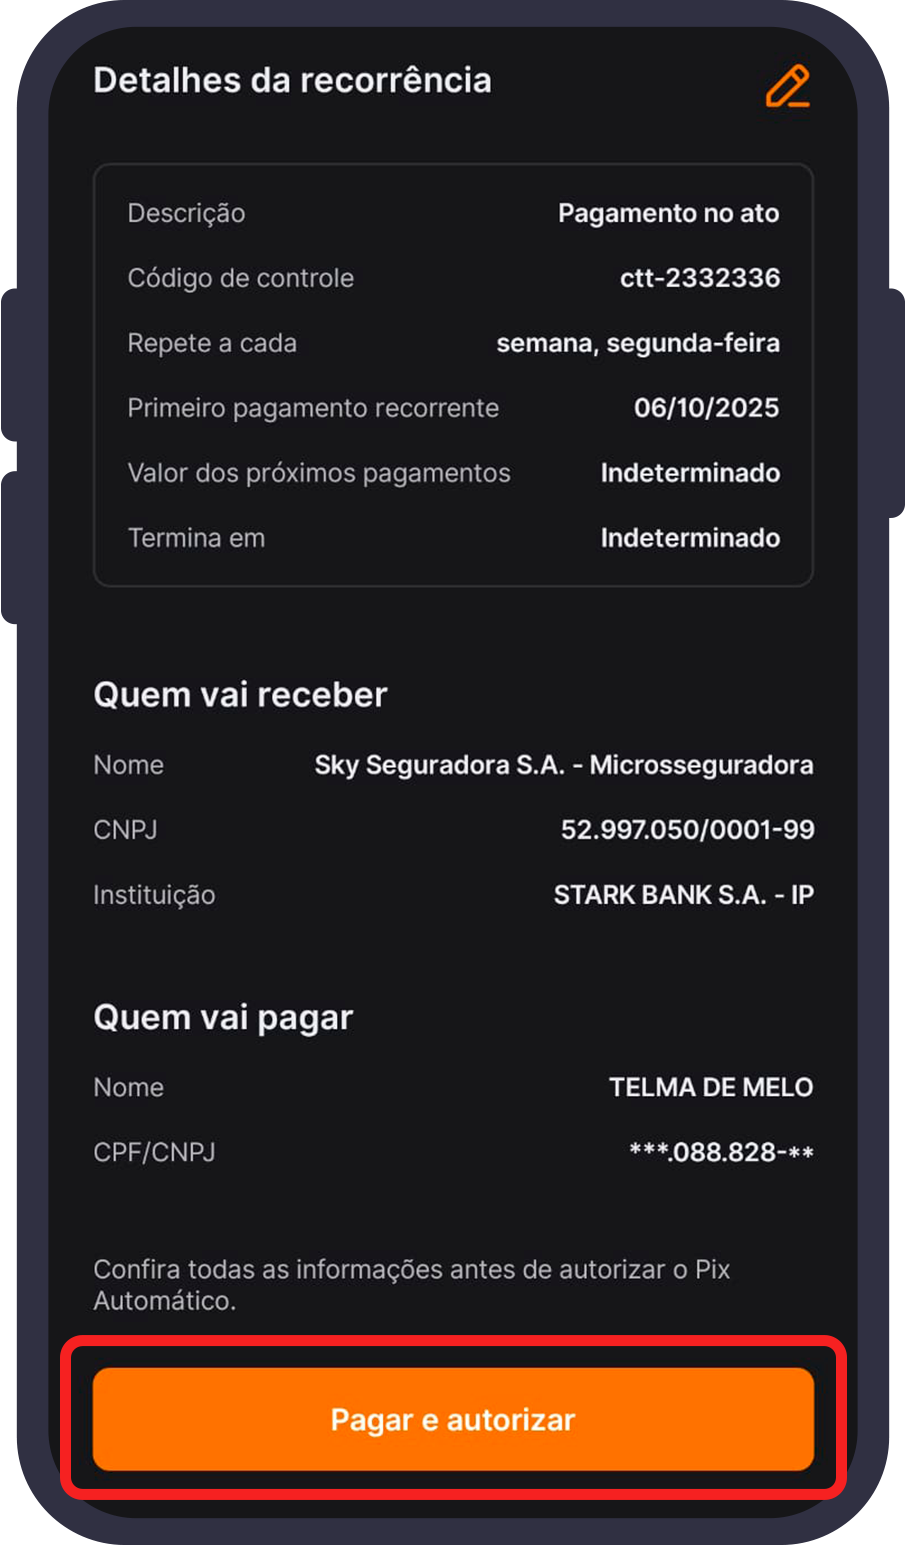 Detalhes da recorrência
Descrição Pagamento no ato
Código de controle ctt-2332336
Repete a cada semana, segunda-feira
Primeiro pagamento recorrente 06/10/2025
Valor dos próximos pagamentos Indeterminado
Termina em Indeterminado
Quem vai receber
Nome Sky Seguradora S.A. - Microsseguradora
CNPJ 52.997.050/0001-99
Instituição STARK BANK S.A. - IP
Quem vai pagar
Nome TELMA DE MELO
CPF/CNPJ ***.088.828-**
Confira todas as informações antes de autorizar o Pix
Automático.
Pagar e autorizar